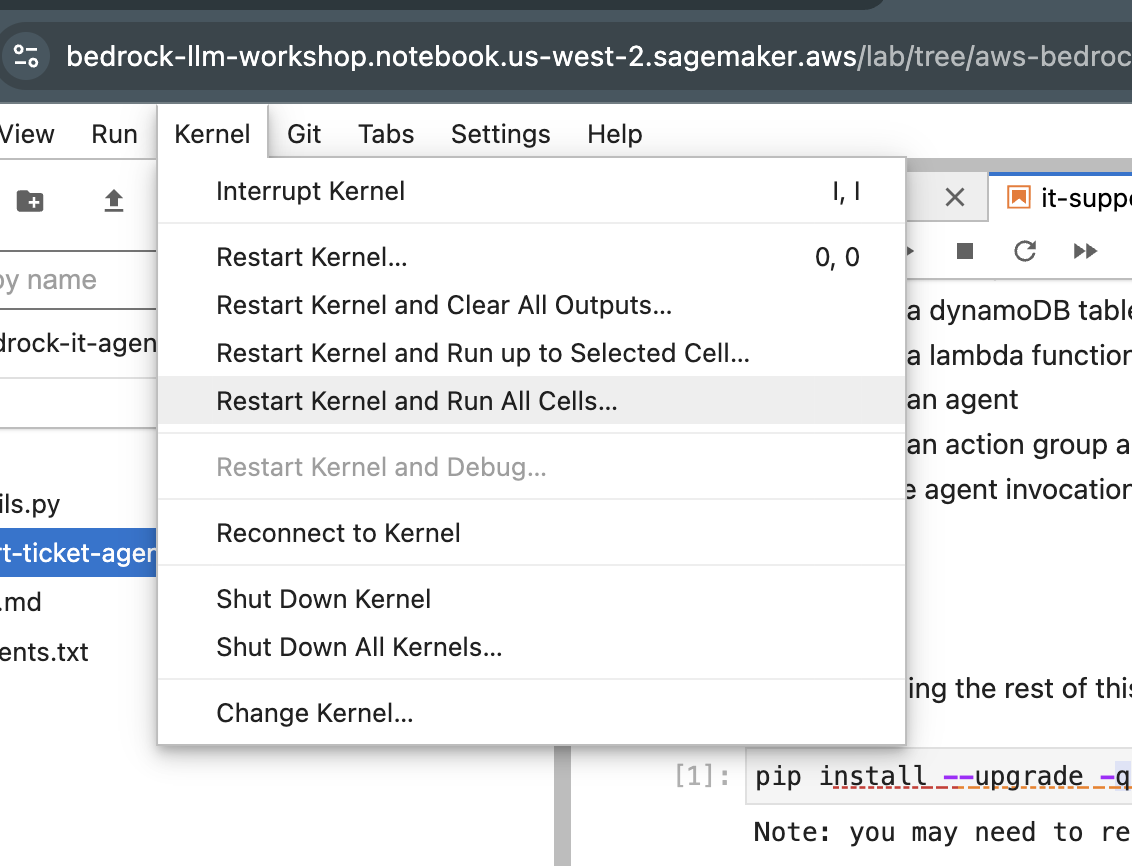 bedrock-llm-workshop.notebook.us-west-2.sagemaker.aws/lab/tree/aws-bedroc
View Run Kernel Git Tabs Settings Help
Interrupt Kernel I, I
it-suppo
Restart Kernel... 0, 0
by name
Restart Kernel and Clear All Outputs...
a dynamoDB table
drock-it-agen
Restart Kernel and Run up to Selected Cell...
a lambda function
Restart Kernel and Run All Cells...
an agent
an action group a
Restart Kernel and Debug...
e agent invocation
ils.py
Reconnect to Kernel
rt-ticket-agen
.md
Shut Down Kernel
ents.txt
Shut Down All Kernels...
ing the rest of this
Change Kernel...
[1]: pip install --upgrade -q
Note: you may need to re